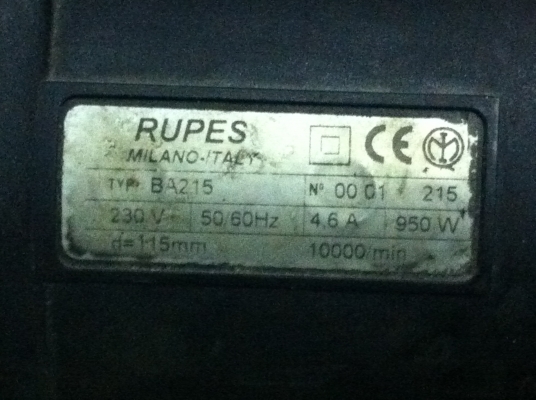 RUPES
MILANO-ITALY
CE
TYP: BA215 N° 00 01 215
230 V 50/60Hz 4,6 A 950 W
d=115mm 10000/min